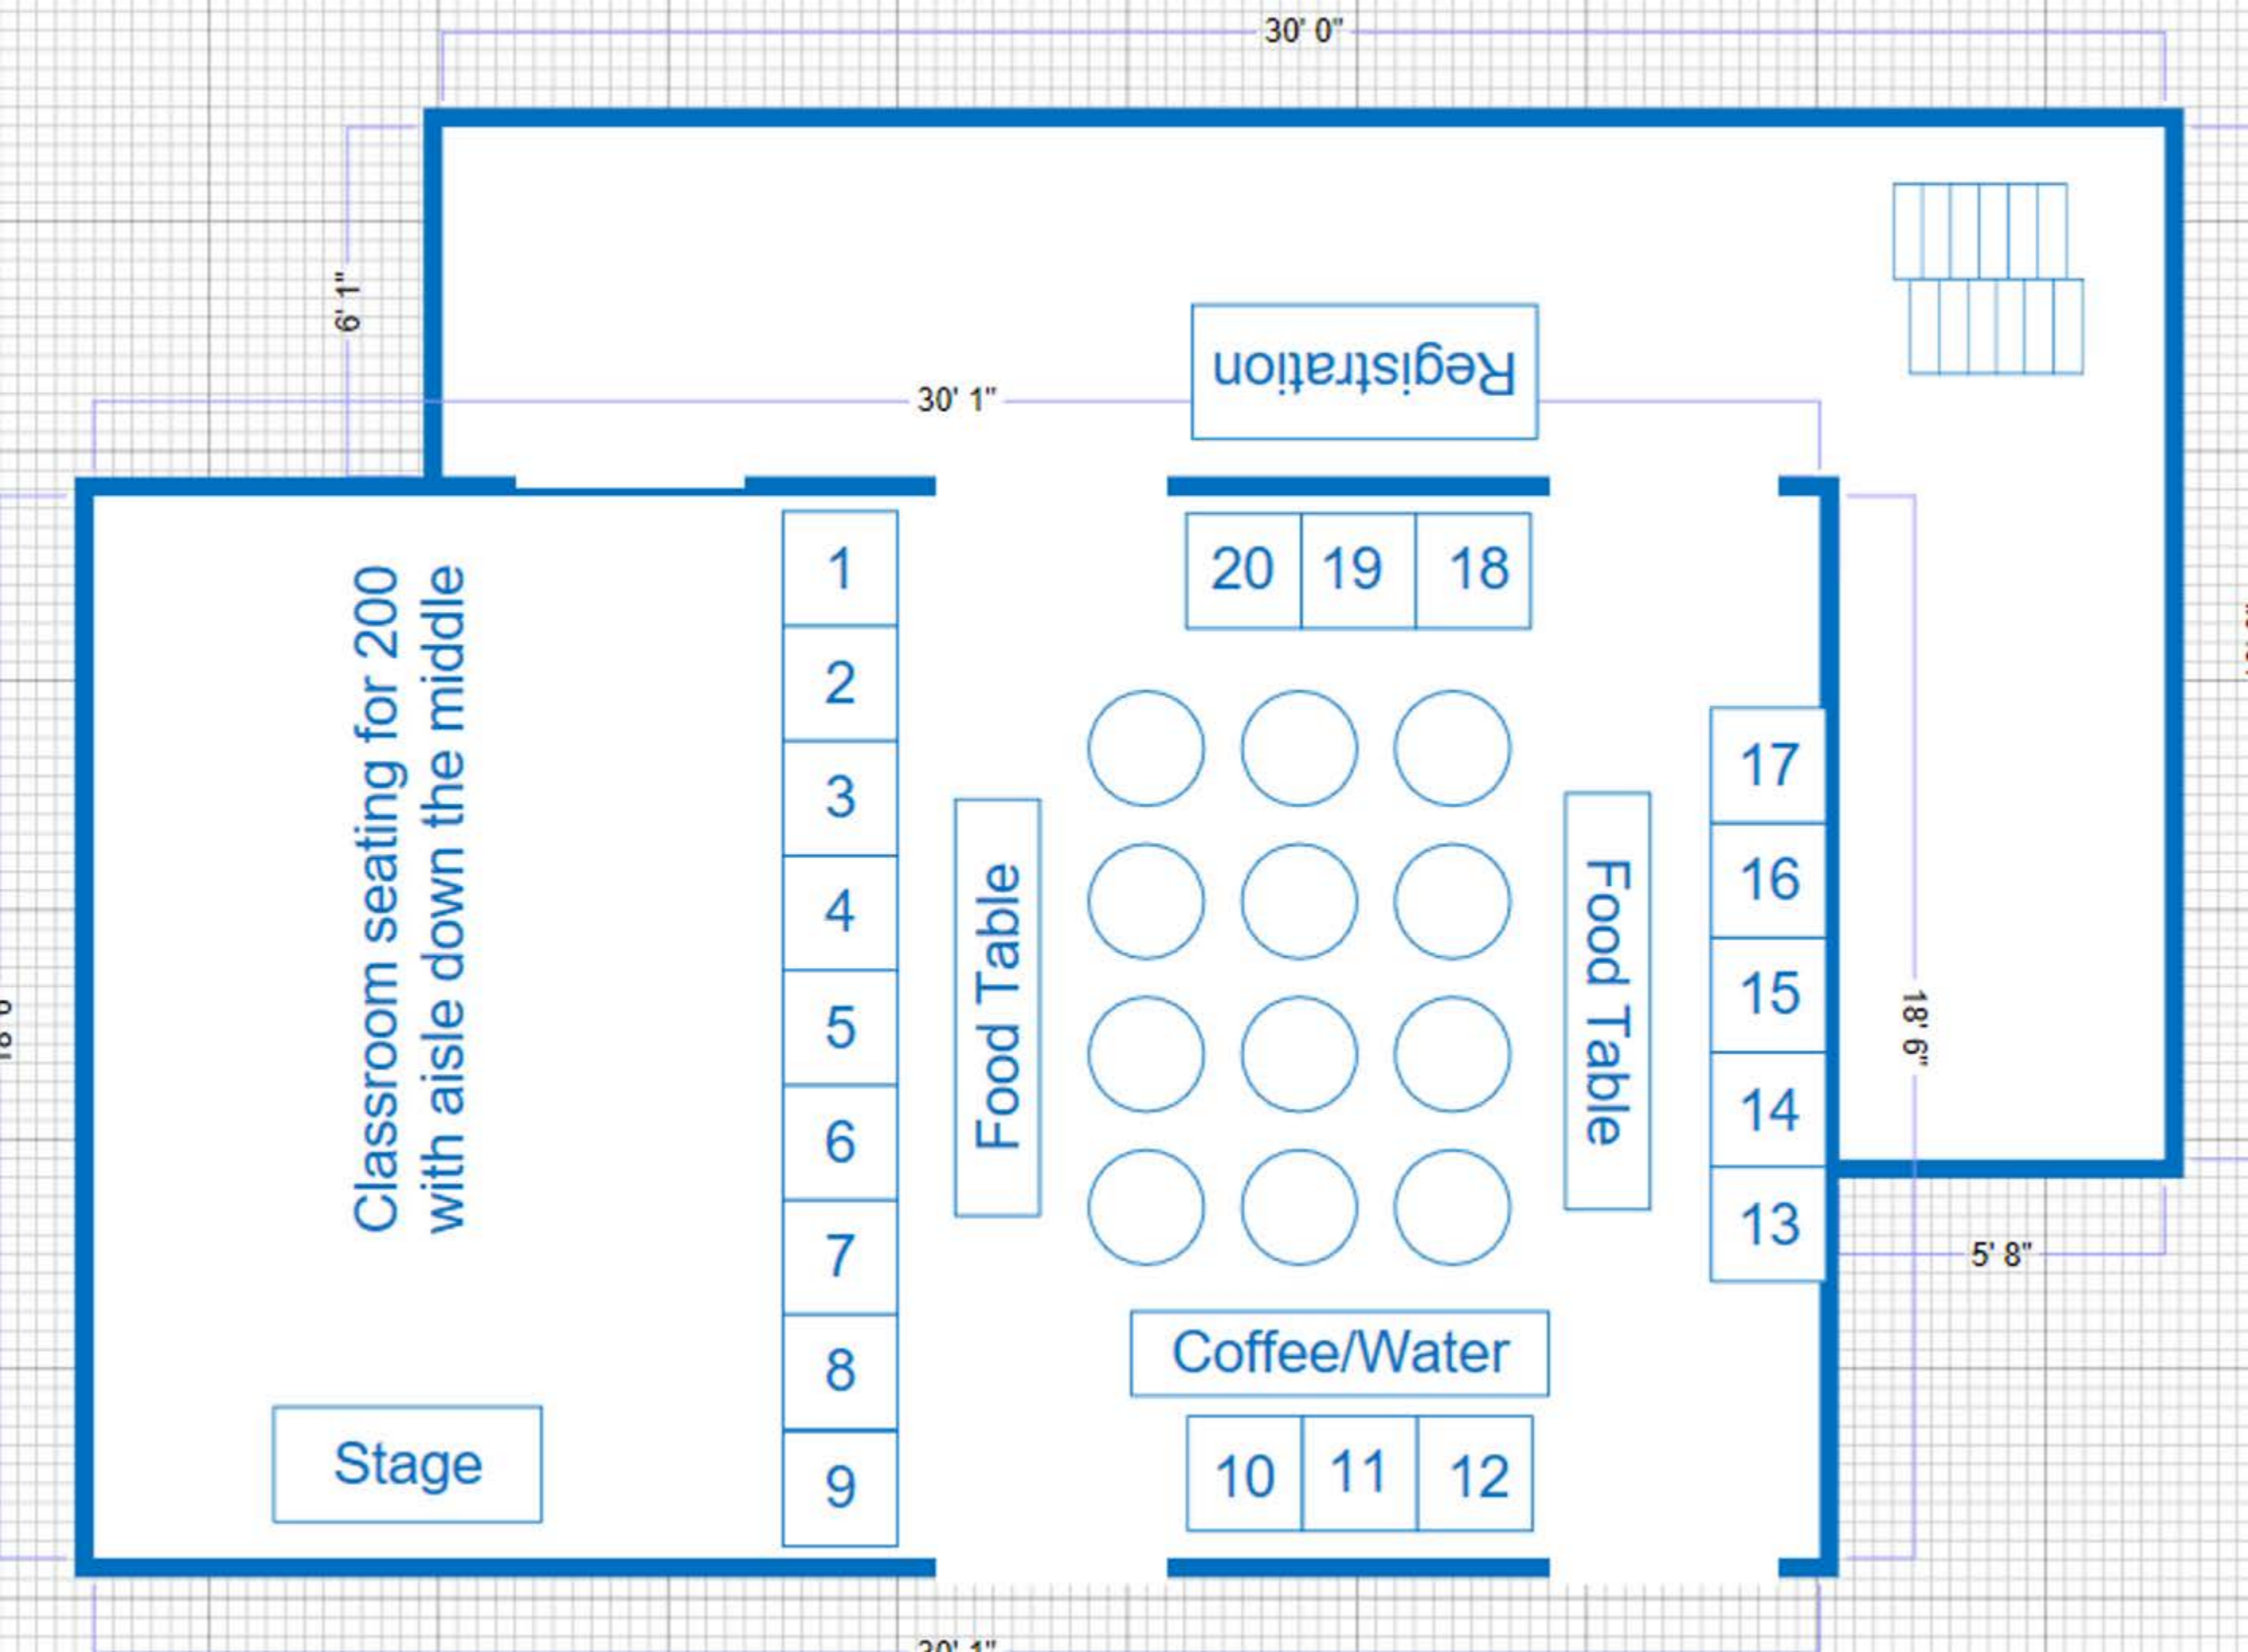 30' 0"
6' 1"
Registration
30' 1"
Classroom seating for 200
with aisle down the middle
1
2
3
4
5
6
7
8
9
20 19 18
Food Table
Food Table
17
16
15
14
13
18' 6"
5' 8"
Coffee/Water
10 11 12
Stage
30' 1"